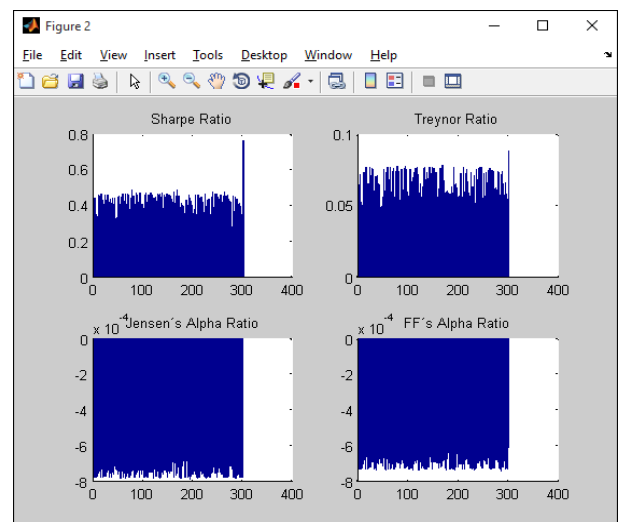 Figure 2
File Edit View Insert Tools Desktop Window Help
Sharpe Ratio
0.8
0.6
0.4
0.2
0
0 100 200 300 400
Treynor Ratio
0.1
0.05
0
0 100 200 300 400
x 10-4 Jensen´s Alpha Ratio
0
-2
-4
-6
-8
0 100 200 300 400
x 10-4 FF´s Alpha Ratio
0
-2
-4
-6
-8
0 100 200 300 400